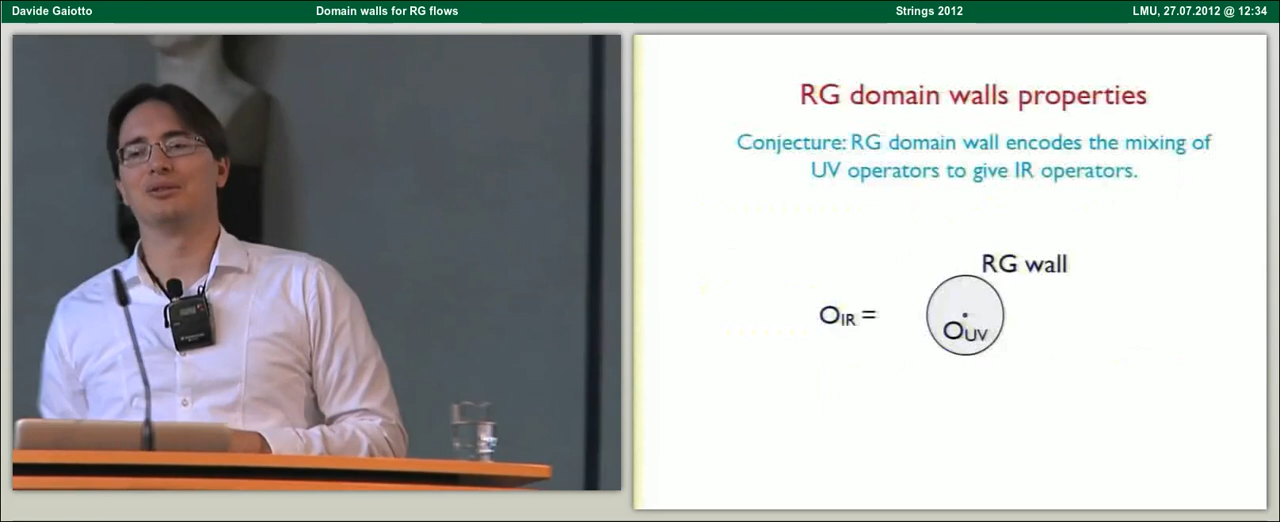 Davide Gaiotto Domain walls for RG flows Strings 2012 LMU, 27.07.2012 @ 12:34
RG domain walls properties
Conjecture: RG domain wall encodes the mixing of
UV operators to give IR operators.
RG wall
OIR =
OUV